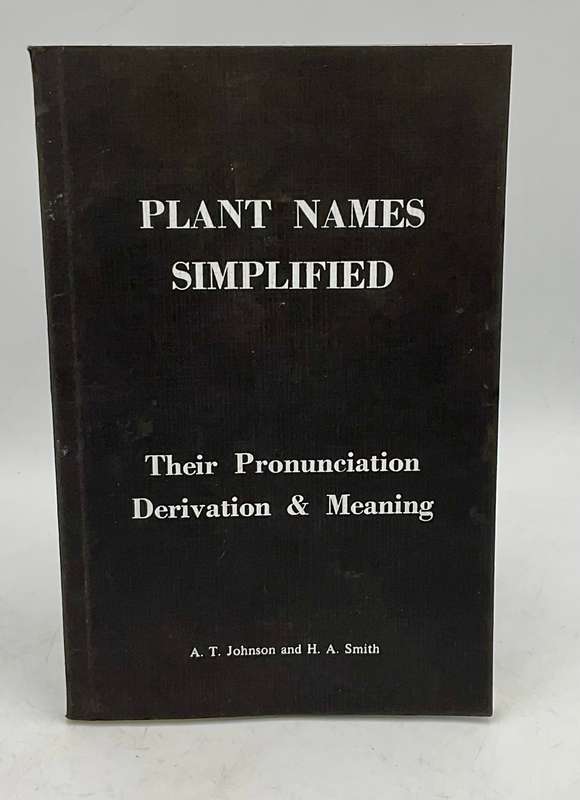 PLANT NAMES
SIMPLIFIED
Their Pronunciation
Derivation & Meaning
A. T. Johnson and H. A. Smith